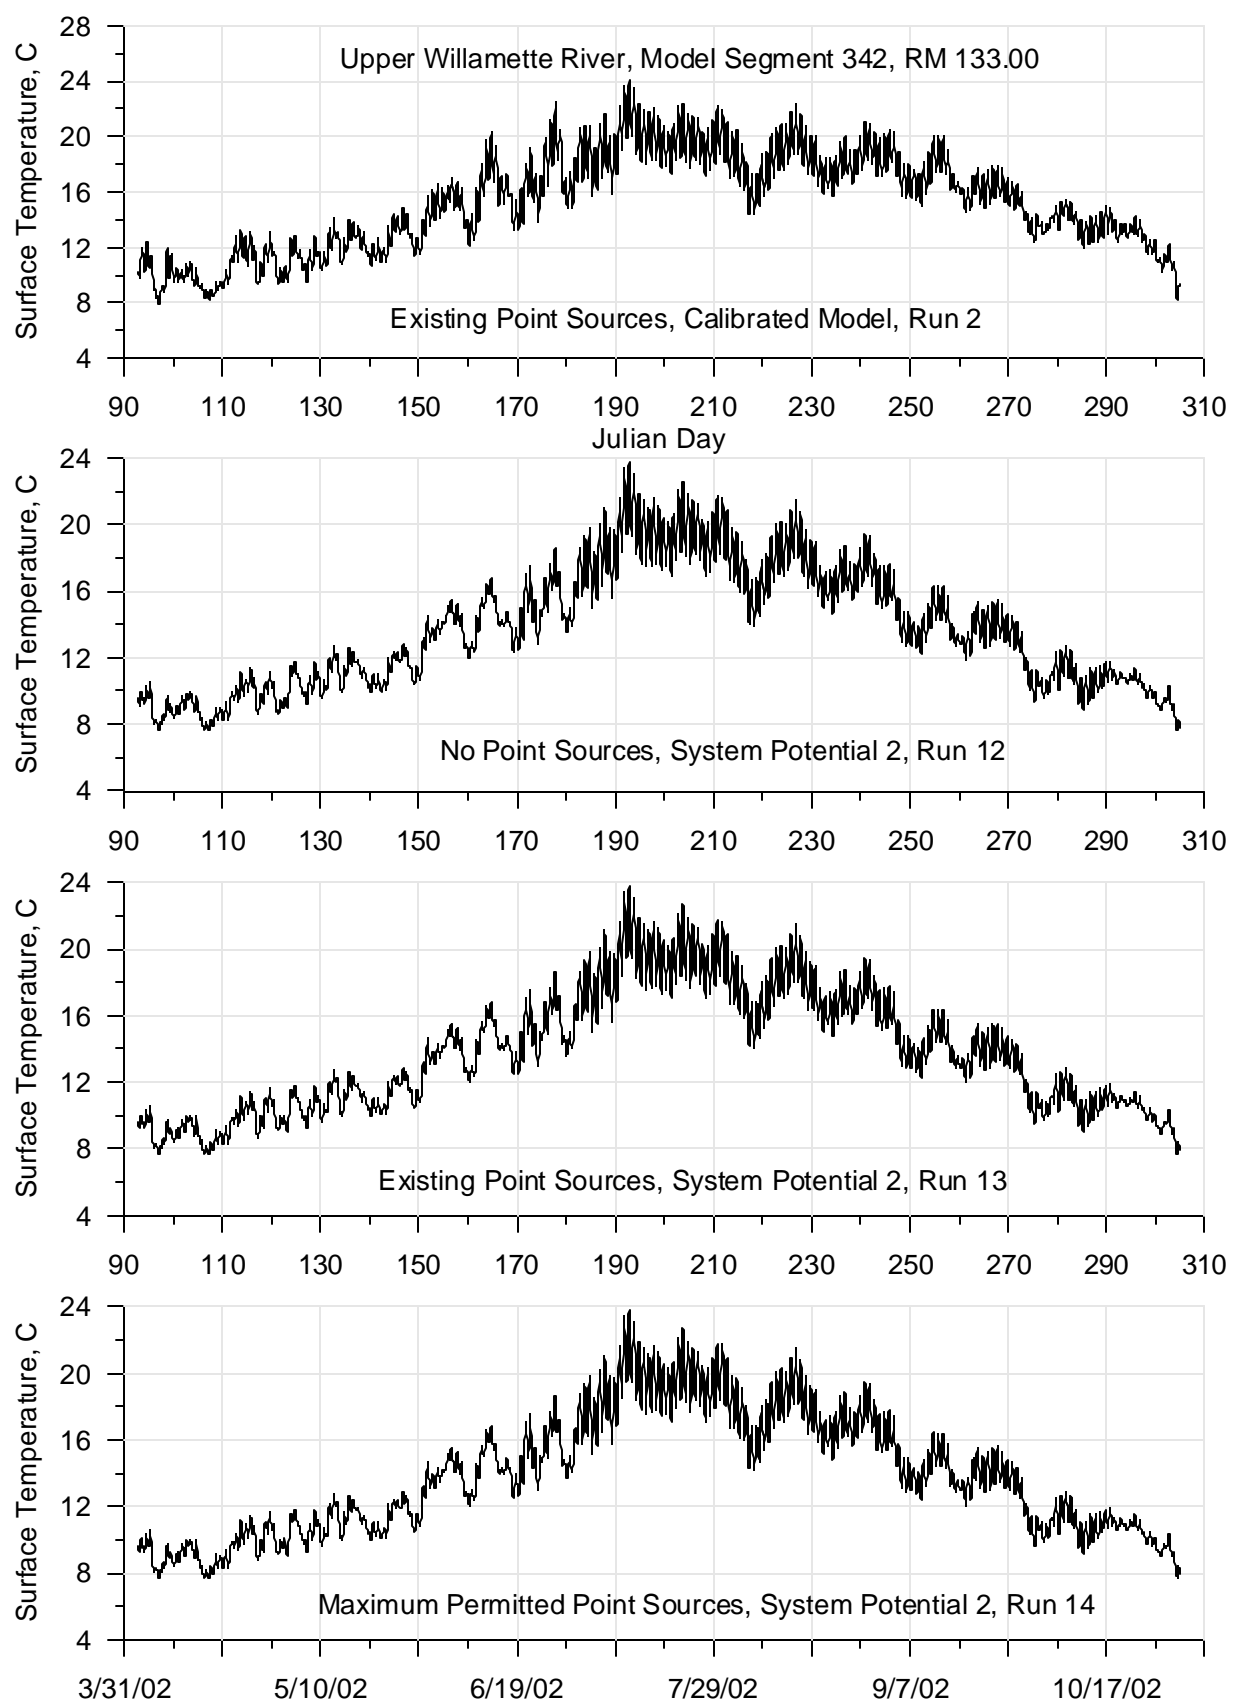 28
Upper Willamette River, Model Segment 342, RM 133.00
24
20
16
12
8
Existing Point Sources, Calibrated Model, Run 2
4
Surface Temperature, C
90 110 130 150 170 190 210 230 250 270 290 310
Julian Day
24
20
16
12
8
No Point Sources, System Potential 2, Run 12
4
Surface Temperature, C
90 110 130 150 170 190 210 230 250 270 290 310
24
20
16
12
8
Existing Point Sources, System Potential 2, Run 13
4
Surface Temperature, C
90 110 130 150 170 190 210 230 250 270 290 310
24
20
16
12
8
Maximum Permitted Point Sources, System Potential 2, Run 14
4
Surface Temperature, C
3/31/02 5/10/02 6/19/02 7/29/02 9/7/02 10/17/02